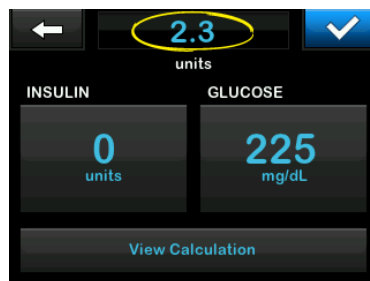 2.3
units
INSULIN
GLUCOSE
0
units
225
mg/dL
View Calculation